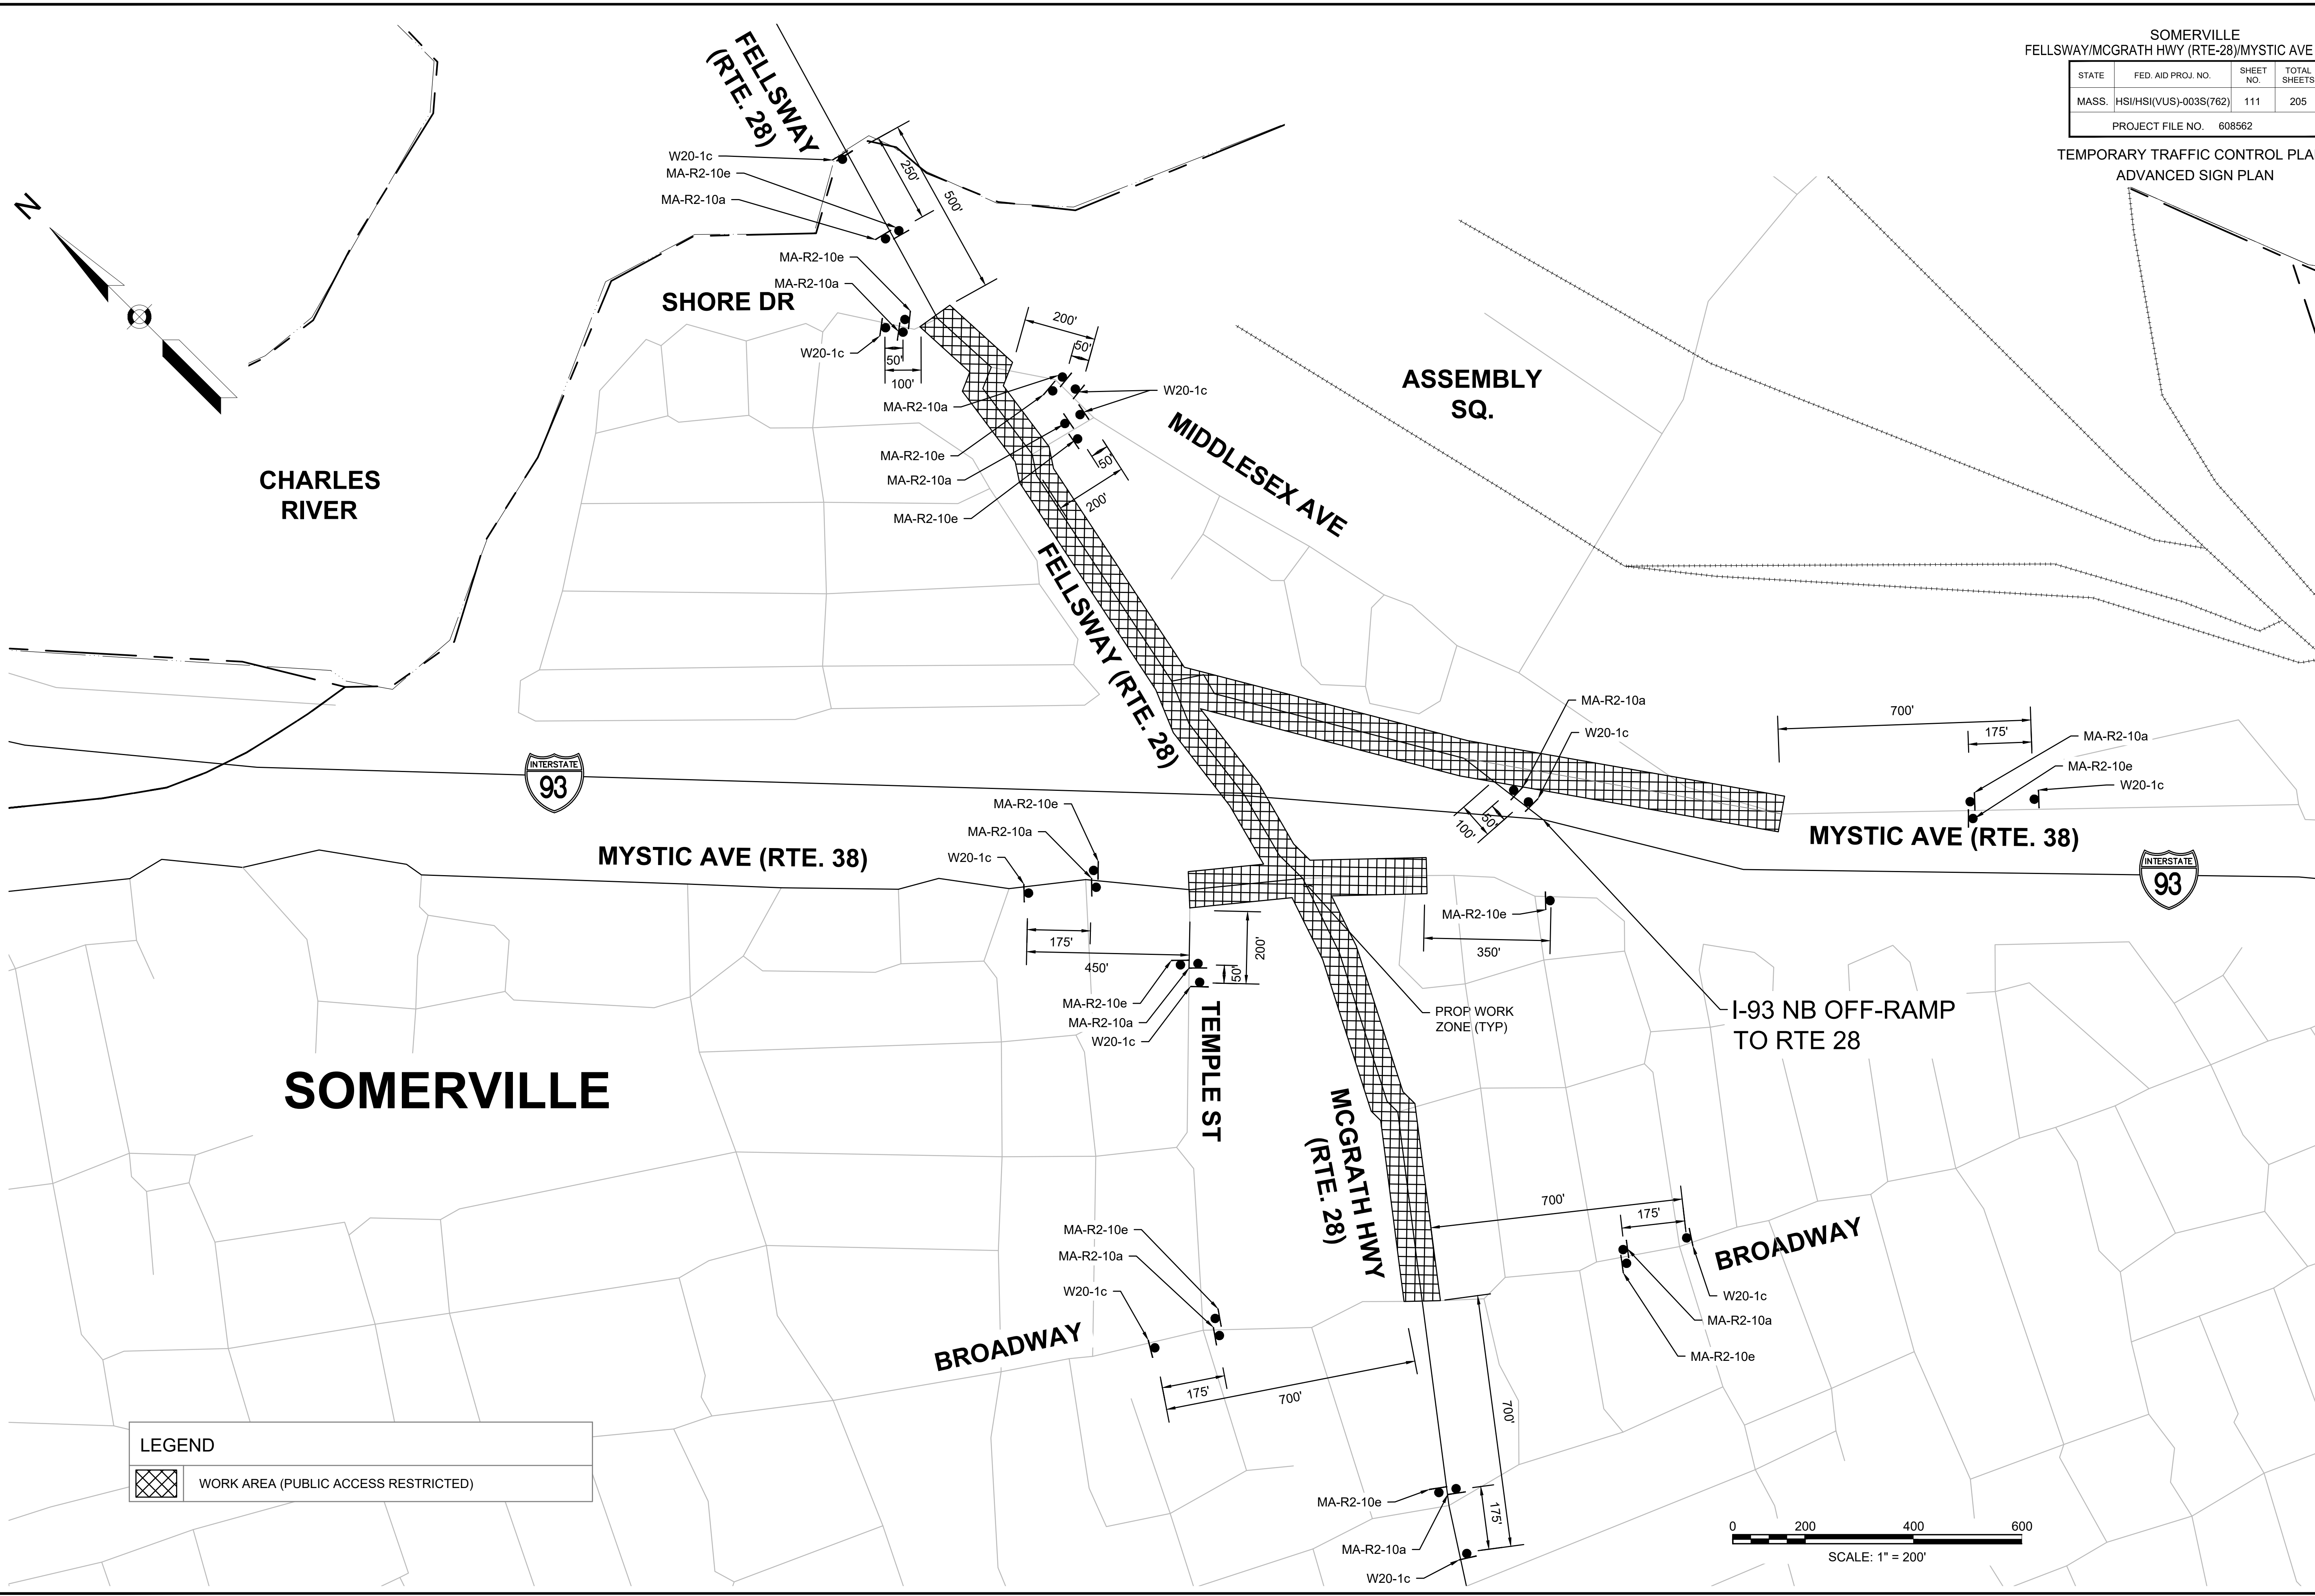 SOMERVILLE
FELLSWAY/MCGRATH HWY (RTE-28)/MYSTIC AVE
STATE
FED. AID PROJ. NO.
SHEET
NO.
TOTAL
SHEETS
MASS.
HSI/HSI(VUS)-003S(762)
111
205
PROJECT FILE NO. 608562
TEMPORARY TRAFFIC CONTROL
ADVANCED SIGN PLAN
FELLSWAY
(RTE. 28)
N
W20-1c
MA-R2-10e
MA-R2-10a
250'
500'
MA-R2-10e
MA-R2-10a
SHORE DR
W20-1c
50'
100'
200'
50'
W20-1c
MA-R2-10a
MA-R2-10e
MA-R2-10a
MA-R2-10e
50'
200'
ASSEMBLY
SQ.
MIDDLESEX AVE
CHARLES
RIVER
FELLSWAY (RTE. 28)
MA-R2-10a
W20-1c
100'
50'
700'
175'
MA-R2-10a
MA-R2-10e
W20-1c
INTERSTATE
93
MYSTIC AVE (RTE. 38)
MYSTIC AVE (RTE. 38)
INTERSTATE
93
MA-R2-10e
MA-R2-10a
W20-1c
175'
450'
MA-R2-10e
350'
200'
50'
MA-R2-10e
MA-R2-10a
W20-1c
TEMPLE ST
PROP WORK
ZONE (TYP)
I-93 NB OFF-RAMP
TO RTE 28
SOMERVILLE
MCGRATH HWY
(RTE. 28)
700'
175'
BROADWAY
W20-1c
MA-R2-10a
MA-R2-10e
MA-R2-10e
MA-R2-10a
W20-1c
BROADWAY
175'
700'
700'
175'
MA-R2-10e
MA-R2-10a
W20-1c
LEGEND
WORK AREA (PUBLIC ACCESS RESTRICTED)
0 200 400 600
SCALE: 1" = 200'